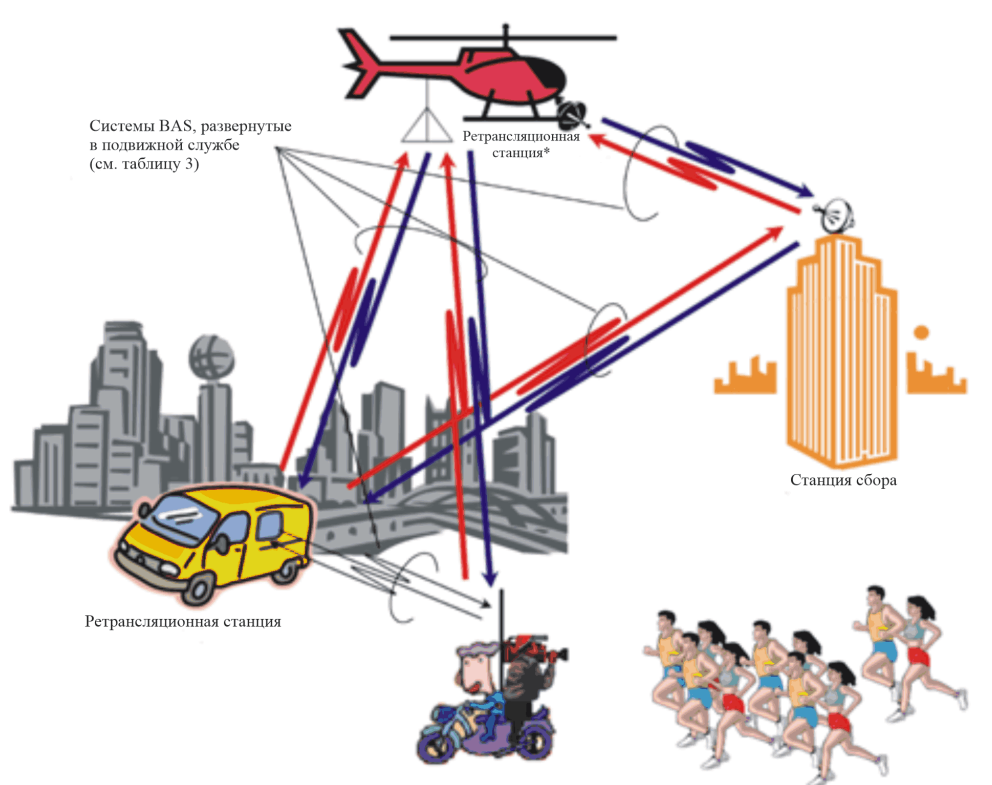 Системы BAS, развернутые
в подвижной службе
(см. таблицу 3)
Ретрансляционная
станция*
Станция сбора
Ретрансляционная станция